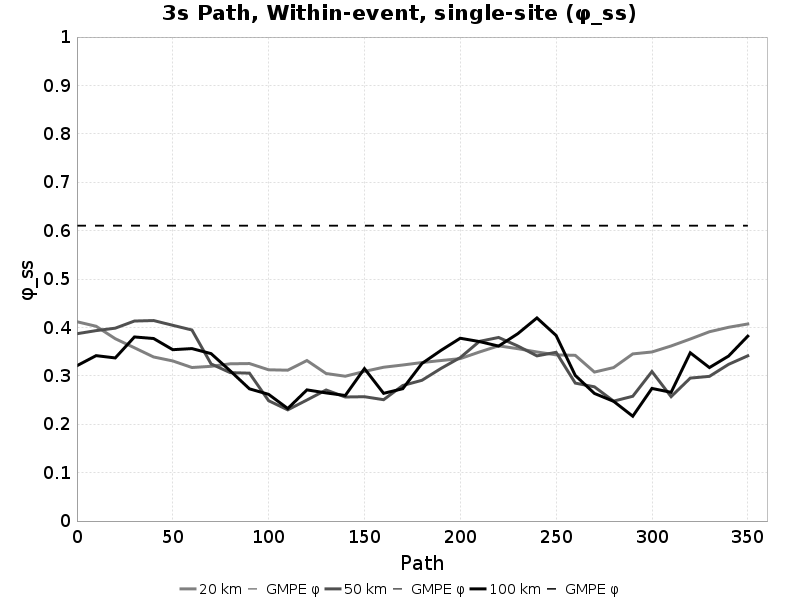 3s Path, Within-event, single-site (φ_ss)
1
0.9
0.8
0.7
0.6
0.5
0.4
0.3
0.2
0.1
0
φ_ss
0 50 100 150 200 250 300 350
Path
20 km GMPE φ 50 km GMPE φ 100 km GMPE φ